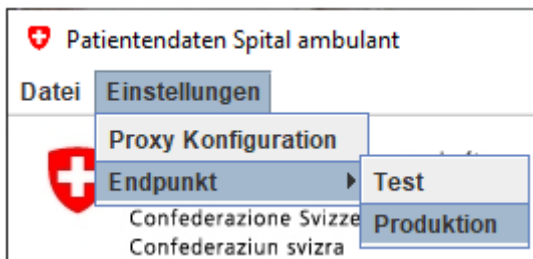 Patientendaten Spital ambulant
Datei Einstellungen
Proxy Konfiguration
Endpunkt
Test
Produktion
Confederazione Svizze
Confederaziun svizra